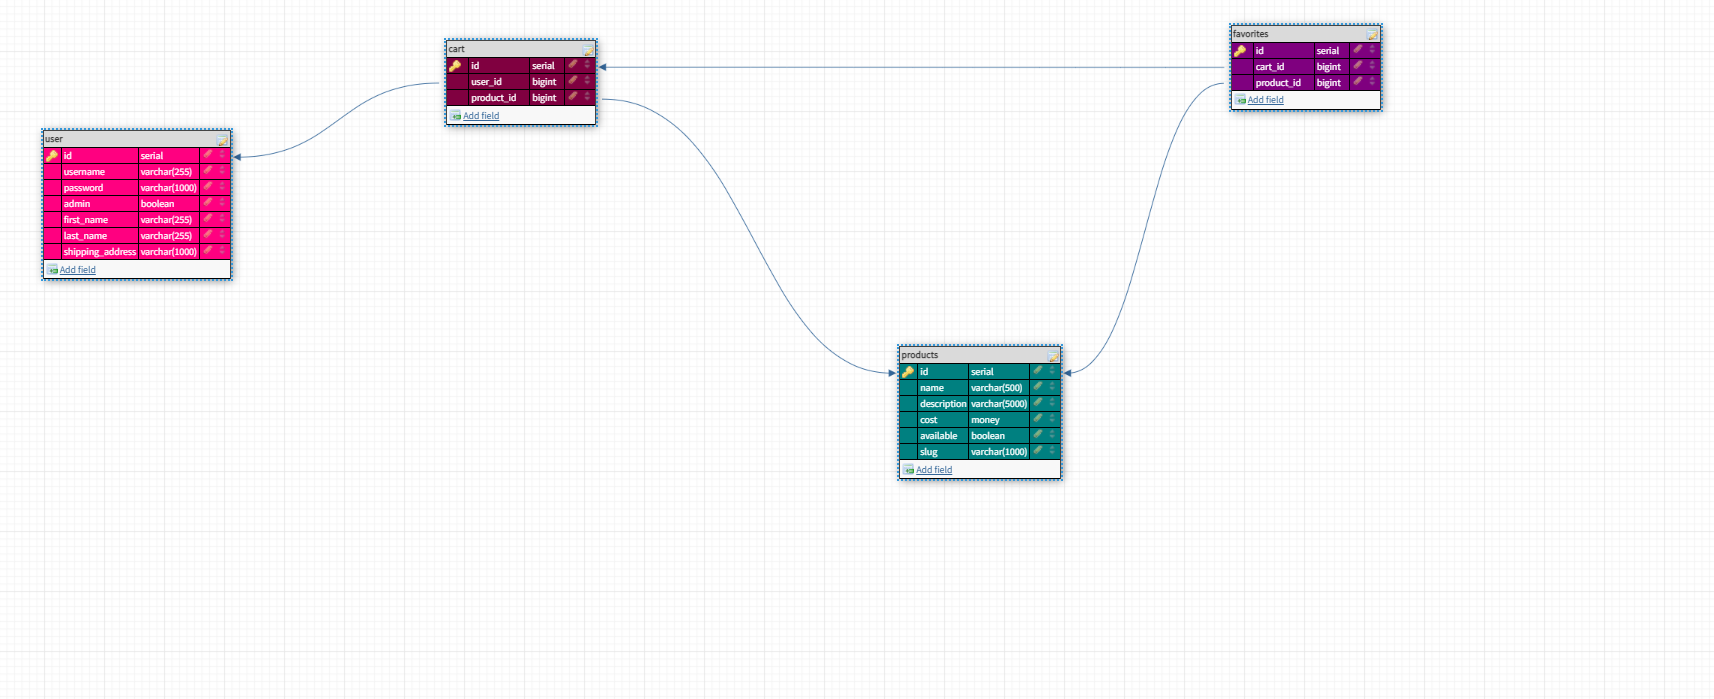 cart
id serial
user_id bigint
product_id bigint
Add field
favorites
id serial
cart_id bigint
product_id bigint
Add field
user
id serial
username varchar(255)
password varchar(1000)
admin boolean
first_name varchar(255)
last_name varchar(255)
shipping_address varchar(1000)
Add field
products
id serial
name varchar(500)
description varchar(5000)
cost money
available boolean
slug varchar(1000)
Add field